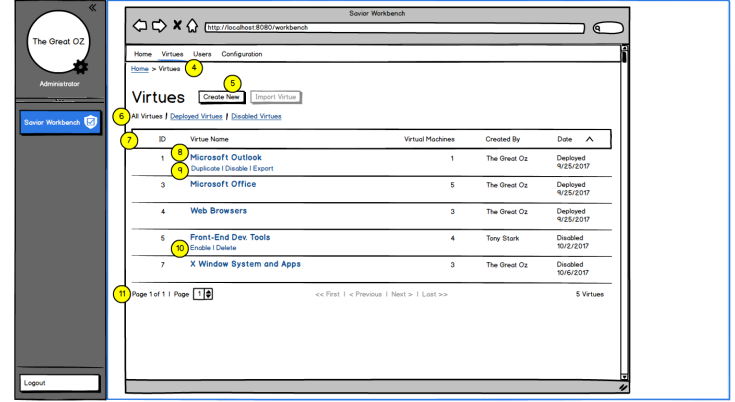 The Great OZ
Administrator
Savior Workbench
Logout
Savior Workbench
http://localhost:8080/workbench
Home Virtues Users Configuration
Home > Virtues 4
5
Virtues Create New Import Virtue
6 All Virtues | Deployed Virtues | Disabled Virtues
7 ID Virtue Name Virtual Machines Created By Date
1 8 Microsoft Outlook 1 The Great Oz Deployed
9 Duplicate | Disable | Export 9/25/2017
3 Microsoft Office 5 The Great Oz Deployed
9/25/2017
4 Web Browsers 3 The Great Oz Deployed
9/25/2017
5 Front-End Dev. Tools 4 Tony Stark Disabled
10 Enable | Delete 10/2/2017
7 X Window System and Apps 3 The Great Oz Disabled
10/6/2017
11 Page 1 of 1 | Page 1 << First | < Previous | Next > | Last >> 5 Virtues